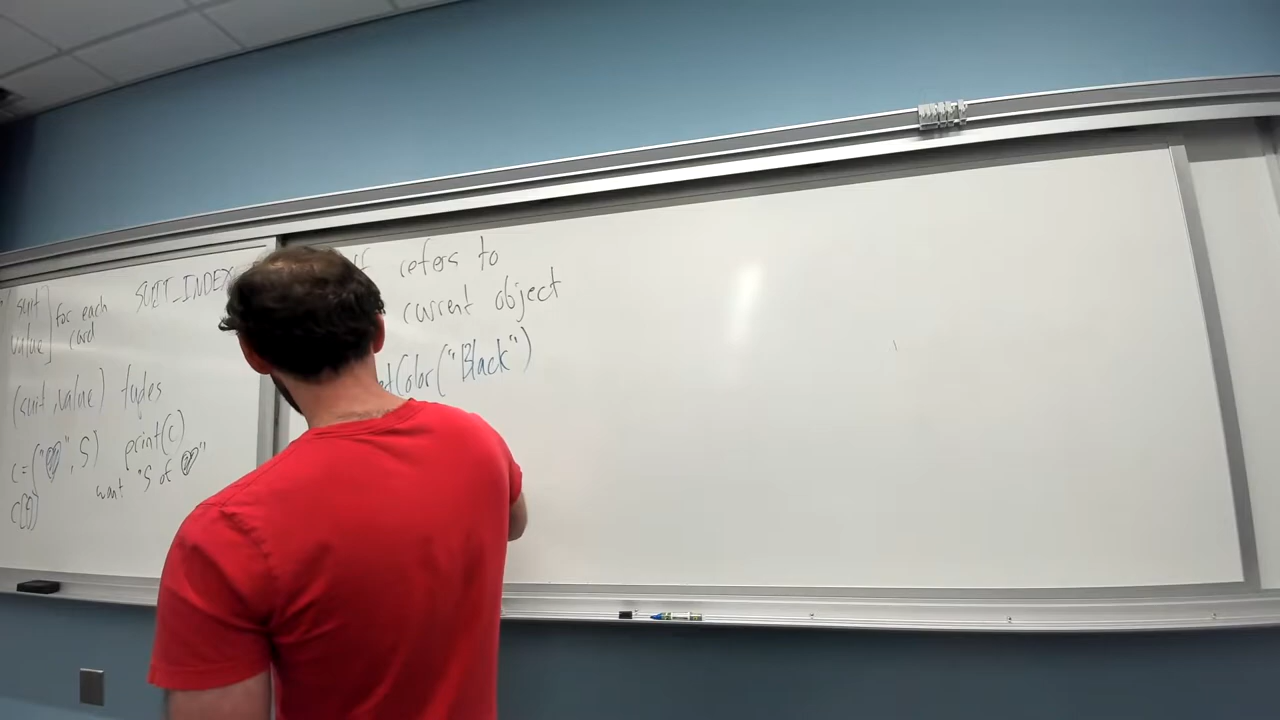 suit
value
for each
card
(suit, value) tuples
c = ("♡", 5)
print(c)
want "5 of ♡"
SUIT_INDEX
refers to
current object
Color("Black")